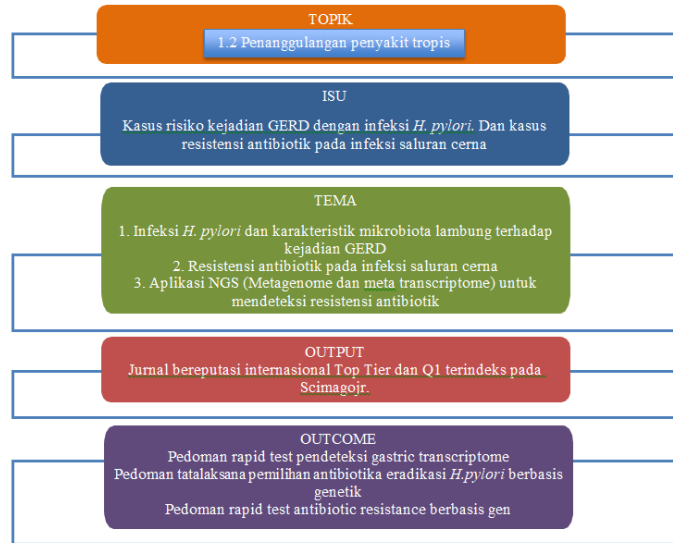 TOPIK
1.2 Penanggulangan penyakit tropis
ISU
Kasus risiko kejadian GERD dengan infeksi H. pylori. Dan kasus
resistensi antibiotik pada infeksi saluran cerna
TEMA
1. Infeksi H. pylori dan karakteristik mikrobiota lambung terhadap
kejadian GERD
2. Resistensi antibiotik pada infeksi saluran cerna
3. Aplikasi NGS (Metagenome dan meta transcriptome) untuk
mendeteksi resistensi antibiotik
OUTPUT
Jurnal bereputasi internasional Top Tier dan Q1 terindeks pada
Scimagojr.
OUTCOME
Pedoman rapid test pendeteksi gastric transcriptome
Pedoman tatalaksana pemilihan antibiotika eradikasi H.pylori berbasis
genetik
Pedoman rapid test antibiotic resistance berbasis gen